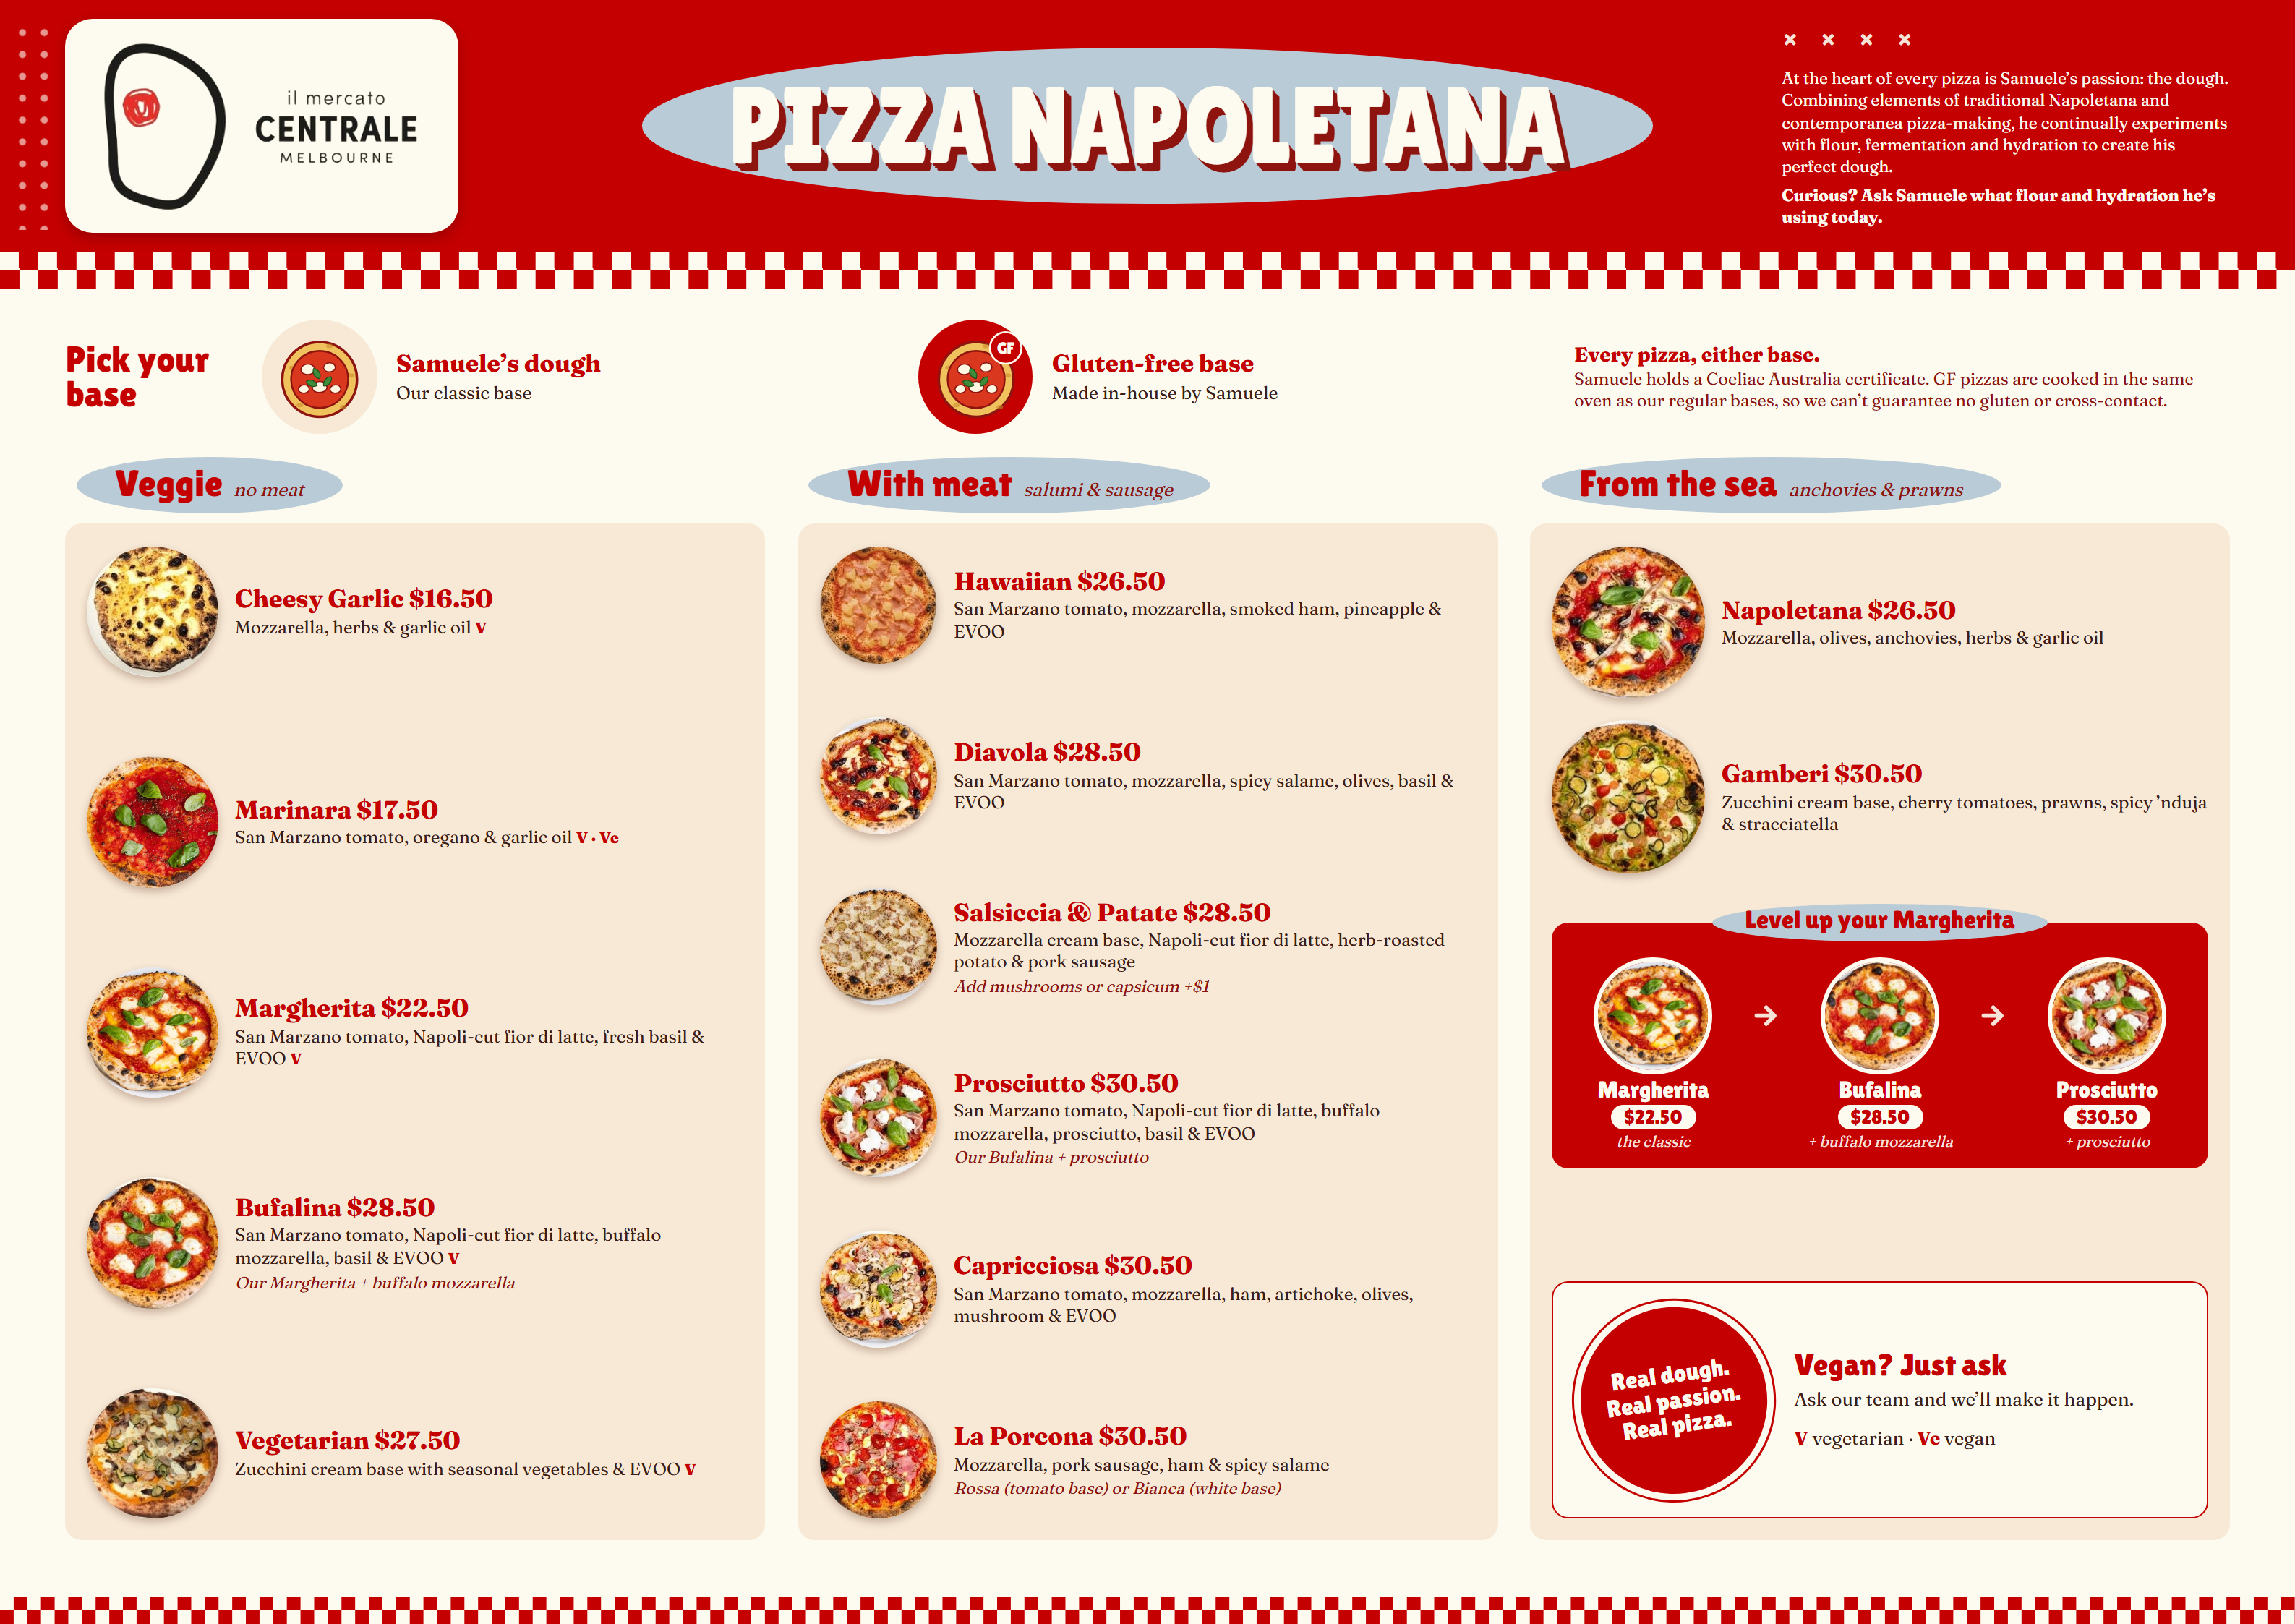 il mercato
CENTRALE
MELBOURNE
PIZZA NAPOLETANA
At the heart of every pizza is Samuele’s passion: the dough.
Combining elements of traditional Napoletana and
contemporanea pizza-making, he continually experiments
with flour, fermentation and hydration to create his
perfect dough.
Curious? Ask Samuele what flour and hydration he’s
using today.
Pick your
base
Samuele’s dough
Our classic base
GF
Gluten-free base
Made in-house by Samuele
Every pizza, either base.
Samuele holds a Coeliac Australia certificate. GF pizzas are cooked in the same
oven as our regular bases, so we can’t guarantee no gluten or cross-contact.
Veggie no meat
Cheesy Garlic $16.50
Mozzarella, herbs & garlic oil V
Marinara $17.50
San Marzano tomato, oregano & garlic oil V · Ve
Margherita $22.50
San Marzano tomato, Napoli-cut fior di latte, fresh basil &
EVOO V
Bufalina $28.50
San Marzano tomato, Napoli-cut fior di latte, buffalo
mozzarella, basil & EVOO V
Our Margherita + buffalo mozzarella
Vegetarian $27.50
Zucchini cream base with seasonal vegetables & EVOO V
With meat salumi & sausage
Hawaiian $26.50
San Marzano tomato, mozzarella, smoked ham, pineapple &
EVOO
Diavola $28.50
San Marzano tomato, mozzarella, spicy salame, olives, basil &
EVOO
Salsiccia & Patate $28.50
Mozzarella cream base, Napoli-cut fior di latte, herb-roasted
potato & pork sausage
Add mushrooms or capsicum +$1
Prosciutto $30.50
San Marzano tomato, Napoli-cut fior di latte, buffalo
mozzarella, prosciutto, basil & EVOO
Our Bufalina + prosciutto
Capricciosa $30.50
San Marzano tomato, mozzarella, ham, artichoke, olives,
mushroom & EVOO
La Porcona $30.50
Mozzarella, pork sausage, ham & spicy salame
Rossa (tomato base) or Bianca (white base)
From the sea anchovies & prawns
Napoletana $26.50
Mozzarella, olives, anchovies, herbs & garlic oil
Gamberi $30.50
Zucchini cream base, cherry tomatoes, prawns, spicy ’nduja
& stracciatella
Level up your Margherita
Margherita
$22.50
the classic
Bufalina
$28.50
+ buffalo mozzarella
Prosciutto
$30.50
+ prosciutto
Real dough.
Real passion.
Real pizza.
Vegan? Just ask
Ask our team and we’ll make it happen.
V vegetarian · Ve vegan